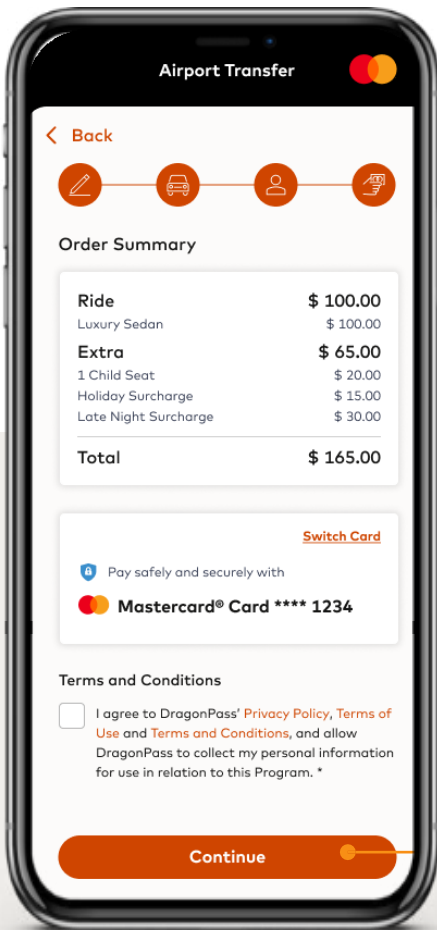 Airport Transfer
Back
Order Summary
Ride $ 100.00
Luxury Sedan $ 100.00
Extra $ 65.00
1 Child Seat $ 20.00
Holiday Surcharge $ 15.00
Late Night Surcharge $ 30.00
Total $ 165.00
Switch Card
Pay safely and securely with
Mastercard® Card **** 1234
Terms and Conditions
I agree to DragonPass' Privacy Policy, Terms of
Use and Terms and Conditions, and allow
DragonPass to collect my personal information
for use in relation to this Program. *
Continue